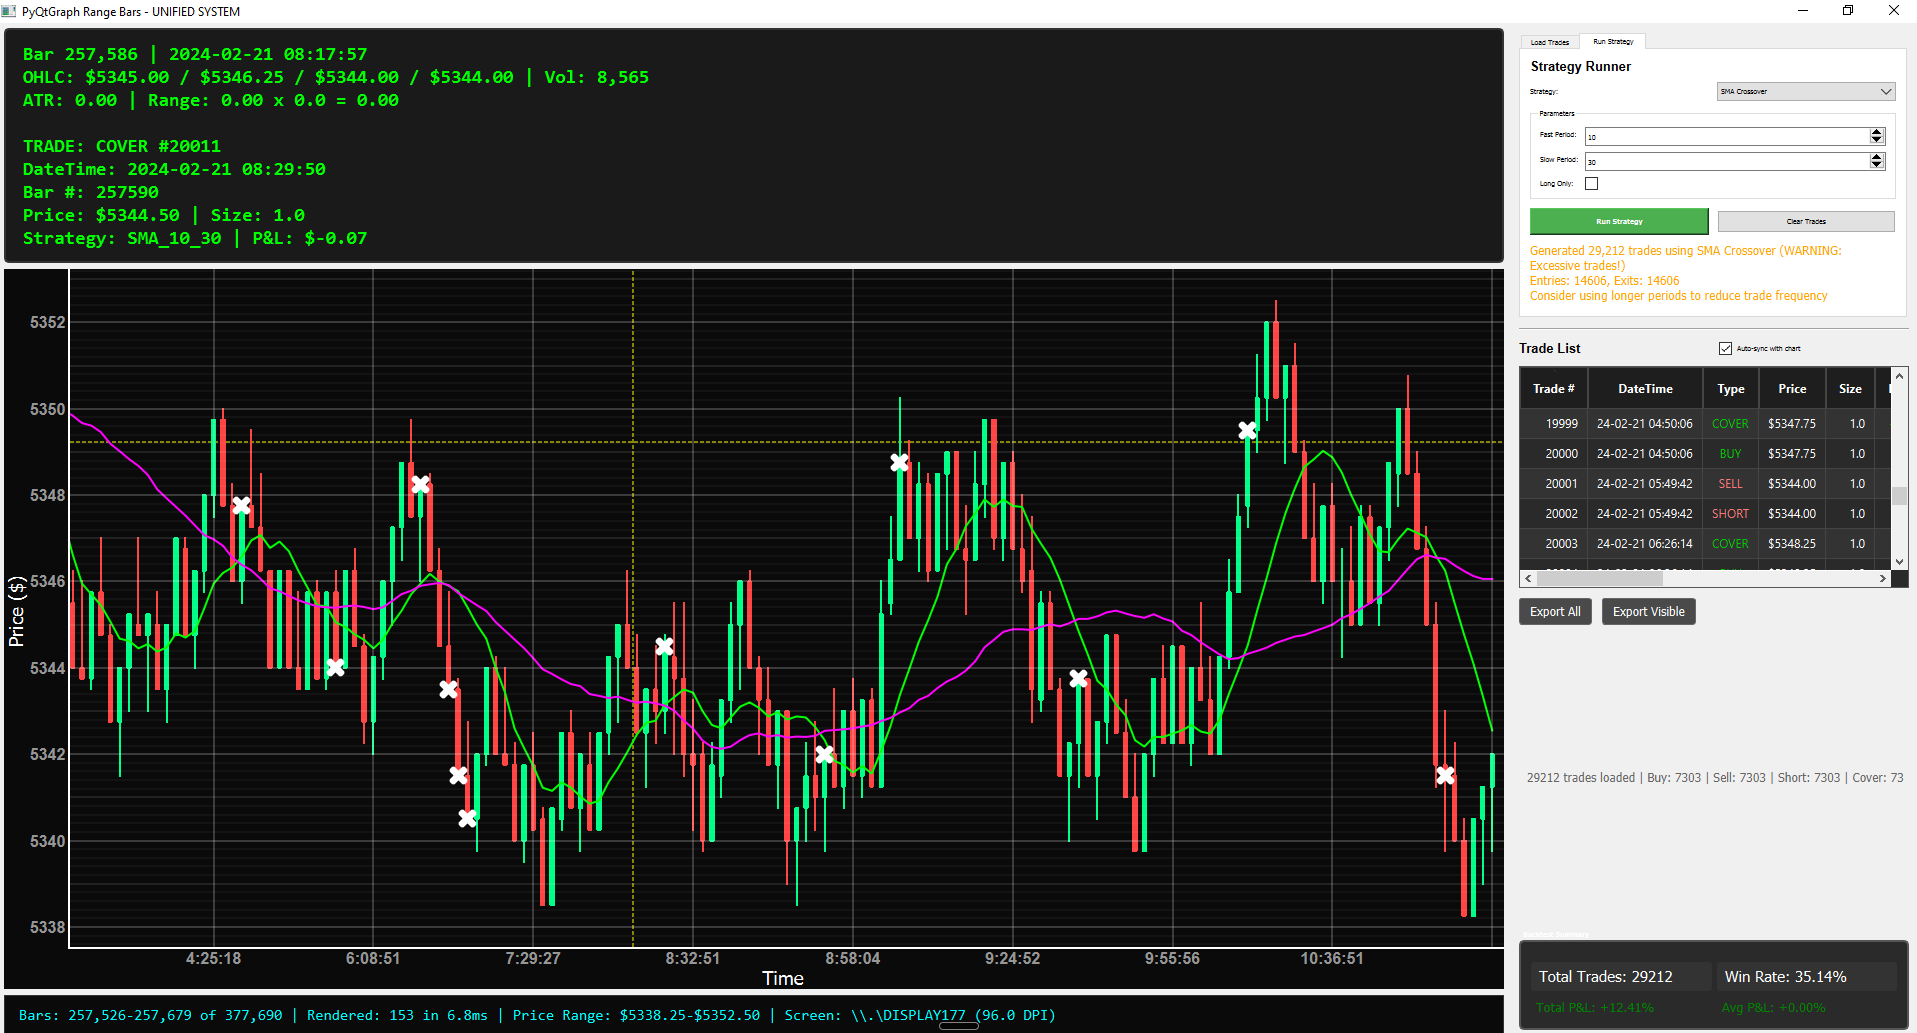 PyQtGraph Range Bars - UNIFIED SYSTEM
Bar 257,586 | 2024-02-21 08:17:57
OHLC: $5345.00 / $5346.25 / $5344.00 / $5344.00 | Vol: 8,565
ATR: 0.00 | Range: 0.00 x 0.0 = 0.00
TRADE: COVER #20011
DateTime: 2024-02-21 08:29:50
Bar #: 257590
Price: $5344.50 | Size: 1.0
Strategy: SMA_10_30 | P&L: $-0.07
5352
5350
5348
5346
5344
5342
5340
5338
Price ($)
4:25:18 6:08:51 7:29:27 8:32:51 8:58:04 9:24:52 9:55:56 10:36:51
Time
Bars: 257,526-257,679 of 377,690 | Rendered: 153 in 6.8ms | Price Range: $5338.25-$5352.50 | Screen: \\.\DISPLAY177 (96.0 DPI)
Load Trades Run Strategy
Strategy Runner
Strategy: SMA Crossover
Parameters
Fast Period: 10
Slow Period: 30
Long Only:
Run Strategy Clear Trades
Generated 29,212 trades using SMA Crossover (WARNING:
Excessive trades!)
Entries: 14606, Exits: 14606
Consider using longer periods to reduce trade frequency
Trade List Auto-sync with chart
Trade # DateTime Type Price Size
19999 24-02-21 04:50:06 COVER $5347.75 1.0
20000 24-02-21 04:50:06 BUY $5347.75 1.0
20001 24-02-21 05:49:42 SELL $5344.00 1.0
20002 24-02-21 05:49:42 SHORT $5344.00 1.0
20003 24-02-21 06:26:14 COVER $5348.25 1.0
Export All Export Visible
29212 trades loaded | Buy: 7303 | Sell: 7303 | Short: 7303 | Cover: 73
Backtest Summary
Total Trades: 29212 Win Rate: 35.14%
Total P&L: +12.41% Avg P&L: +0.00%